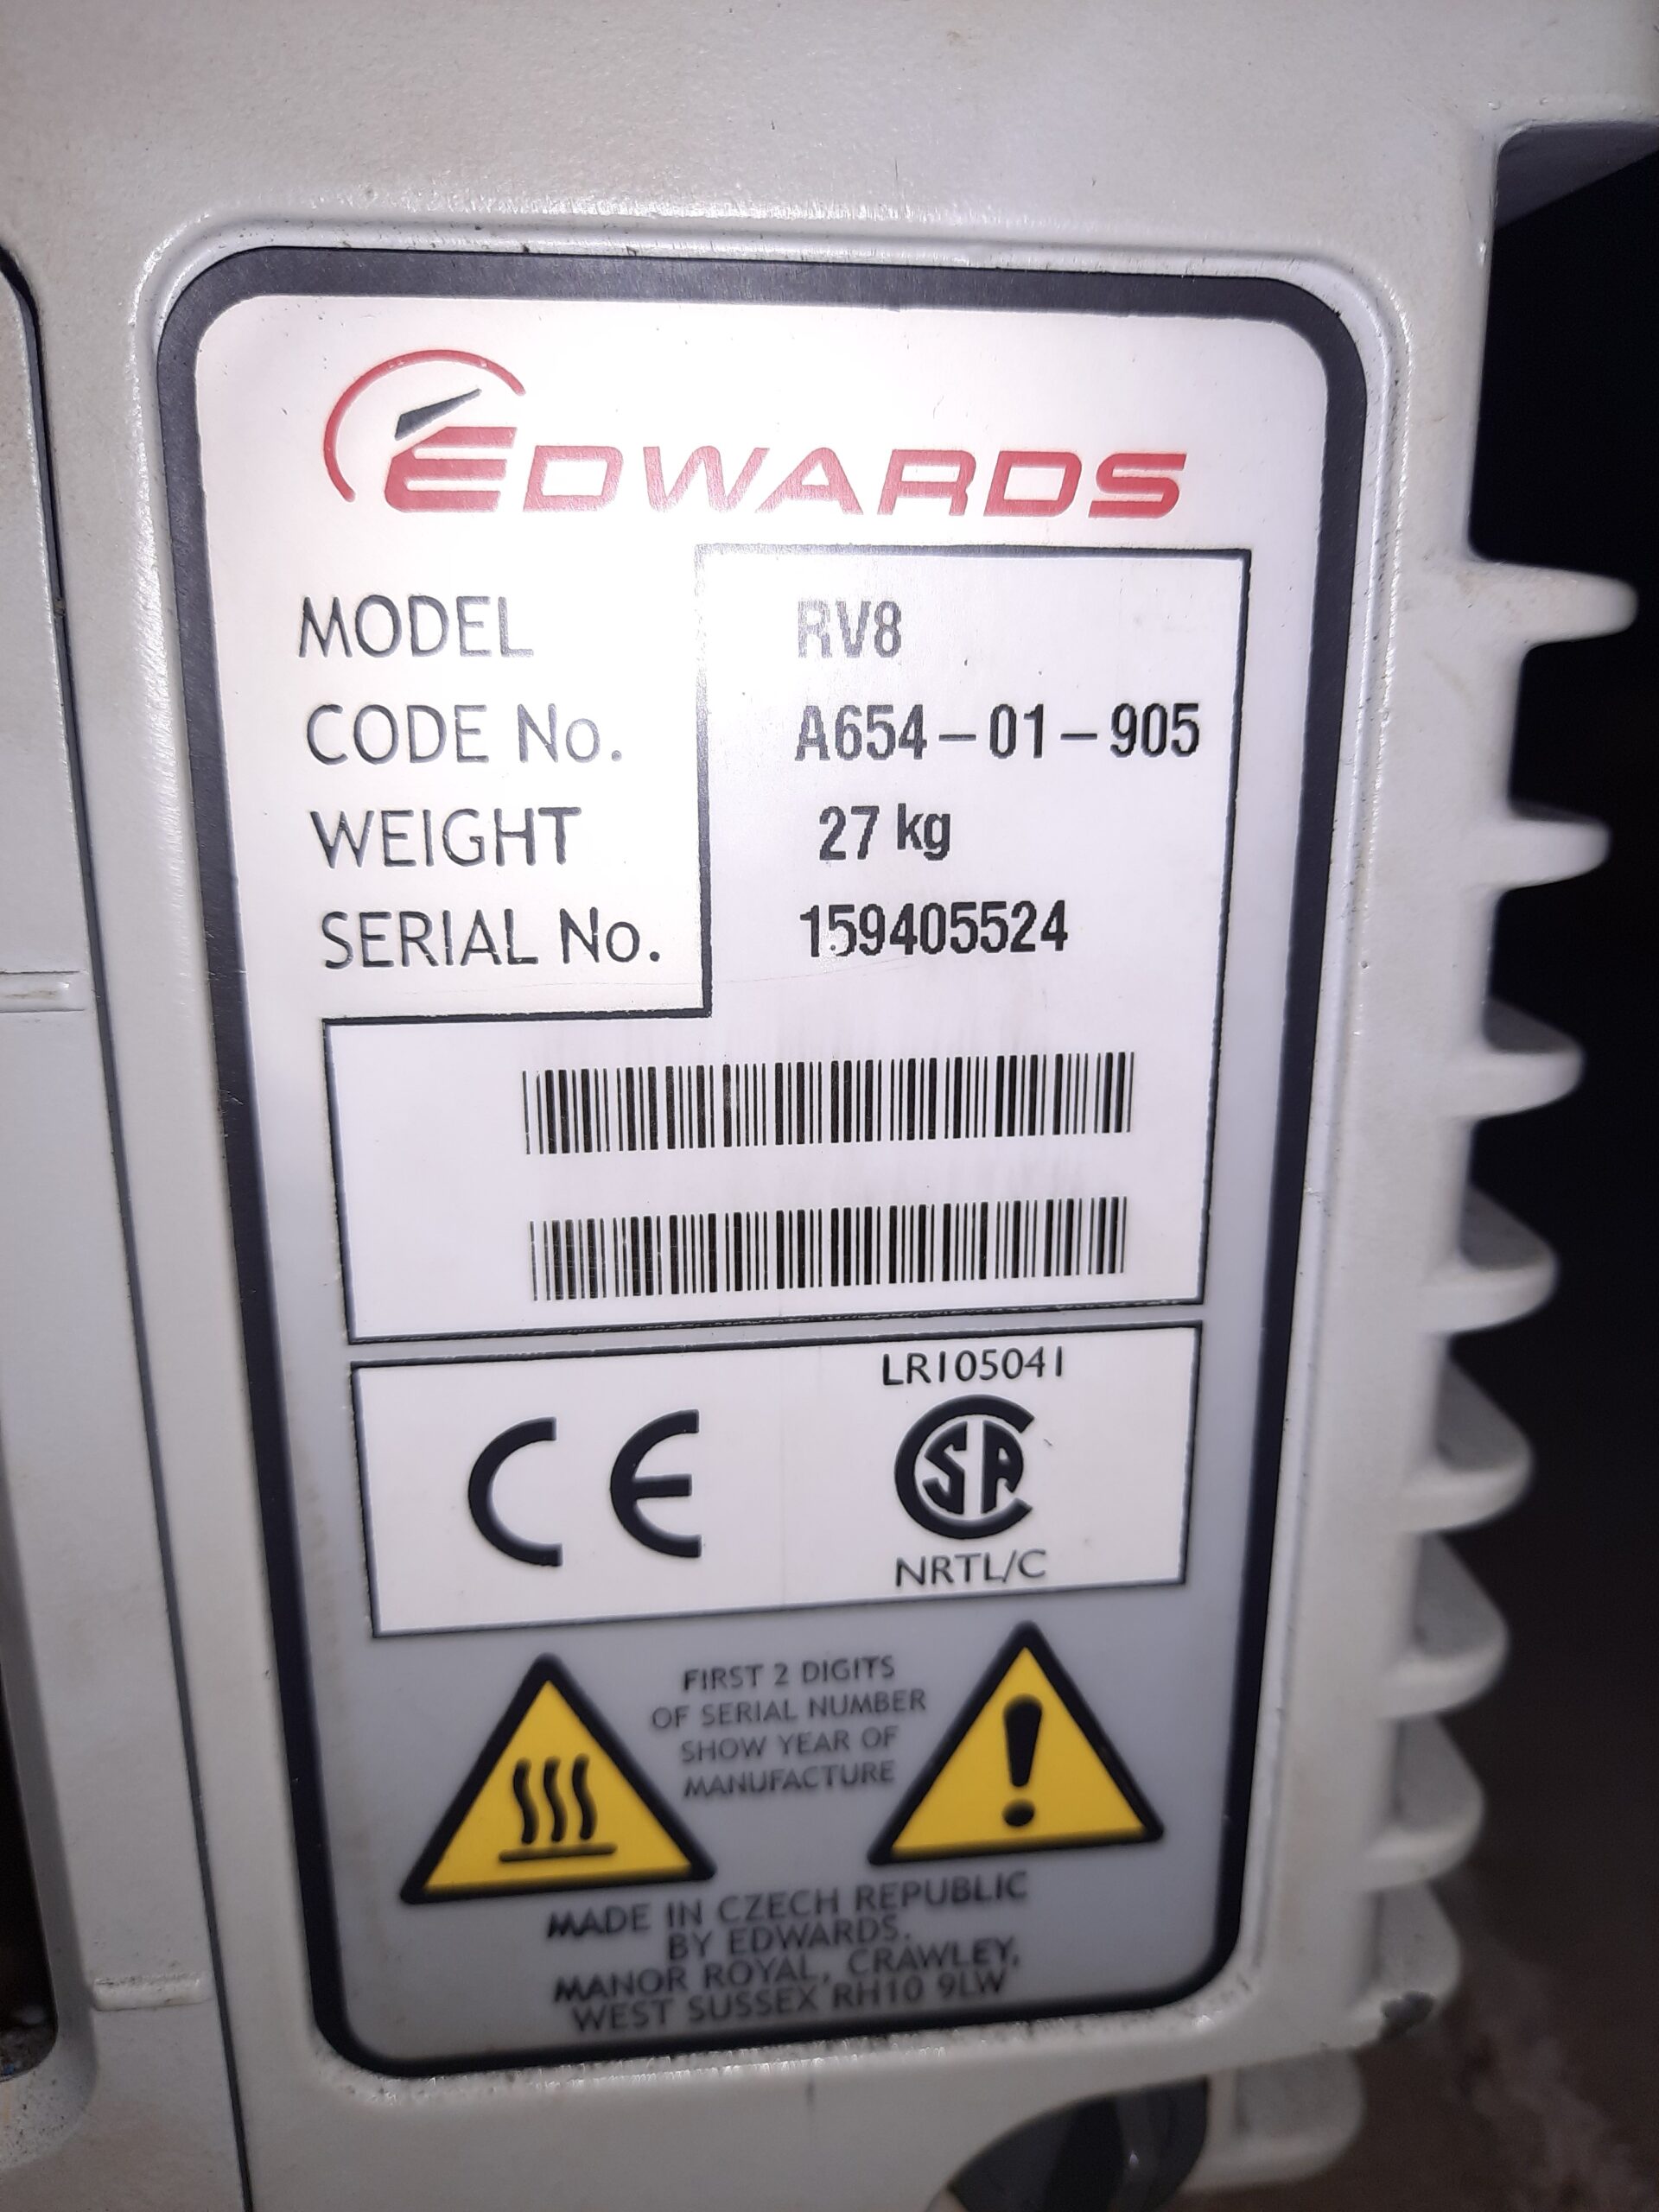 EDWARDS
MODEL RV8
CODE No. A654-01-905
WEIGHT 27 kg
SERIAL No. 159405524
LR105041
CE
CSA
NRTL/C
FIRST 2 DIGITS
OF SERIAL NUMBER
SHOW YEAR OF
MANUFACTURE
MADE IN CZECH REPUBLIC
BY EDWARDS.
MANOR ROYAL, CRAWLEY,
WEST SUSSEX RH10 9LW